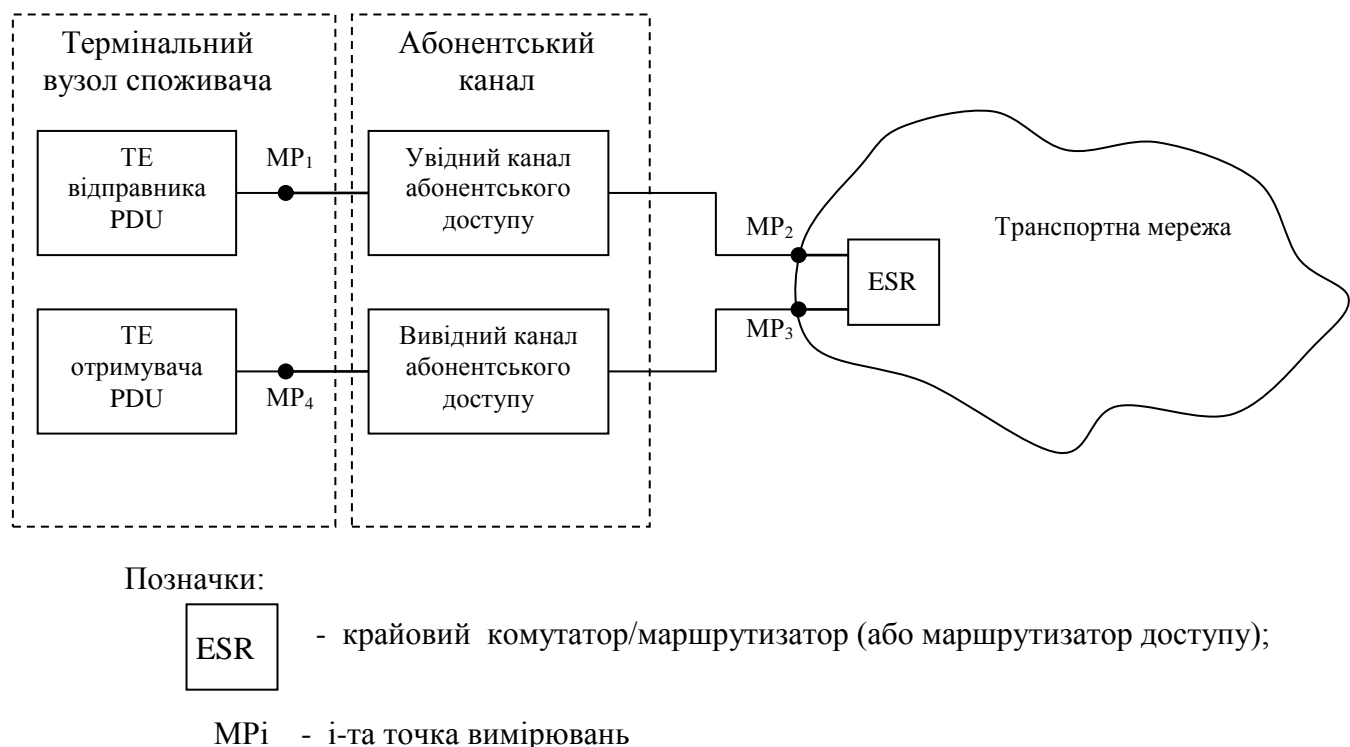 Термінальний
вузол споживача
Абонентський
канал
ТЕ
відправника
PDU
MP1
Увідний канал
абонентського
доступу
MP2
Транспортна мережа
ESR
MP3
ТЕ
отримувача
PDU
MP4
Вивідний канал
абонентського
доступу
Позначки:
ESR
- крайовий комутатор/маршрутизатор (або маршрутизатор доступу);
MPi - і-та точка вимірювань